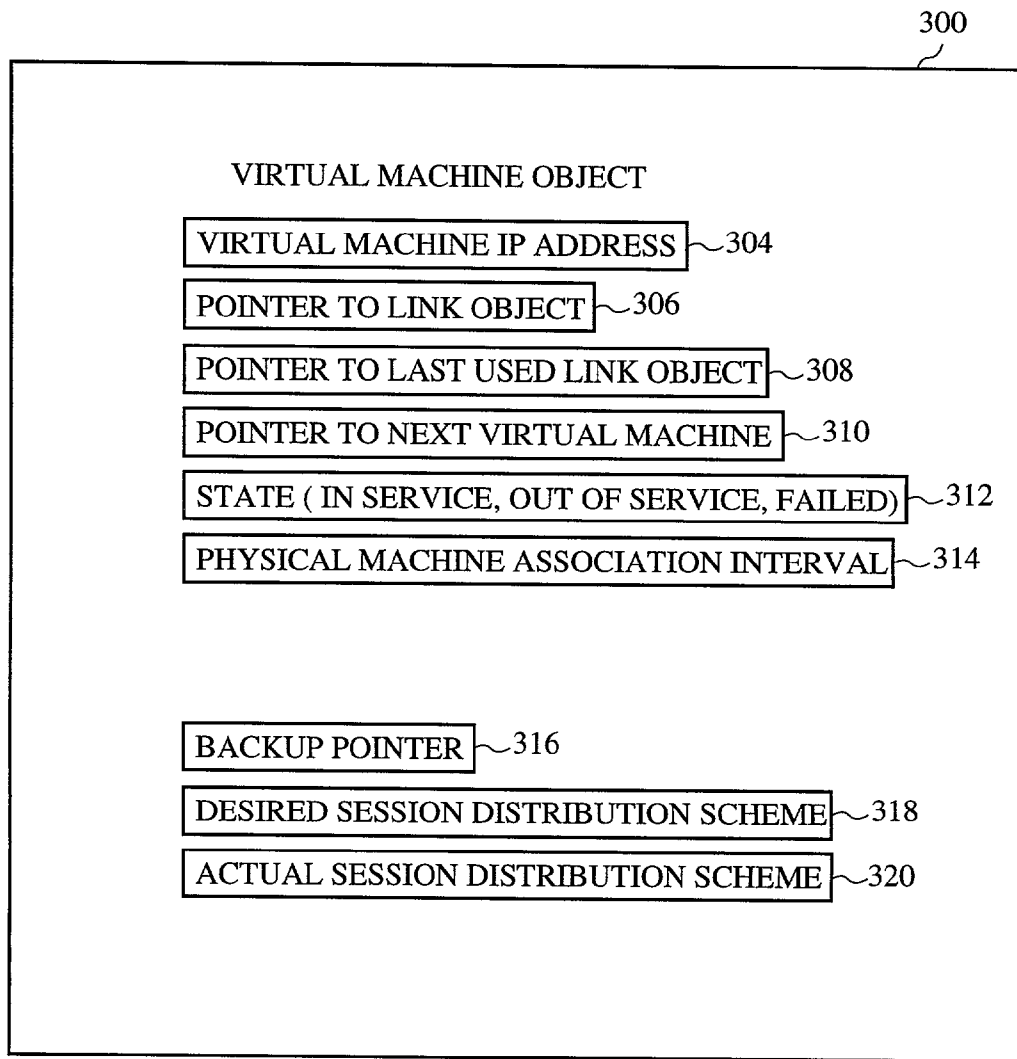 300
VIRTUAL MACHINE OBJECT
VIRTUAL MACHINE IP ADDRESS 304
POINTER TO LINK OBJECT 306
POINTER TO LAST USED LINK OBJECT 308
POINTER TO NEXT VIRTUAL MACHINE 310
STATE ( IN SERVICE, OUT OF SERVICE, FAILED) 312
PHYSICAL MACHINE ASSOCIATION INTERVAL 314
BACKUP POINTER 316
DESIRED SESSION DISTRIBUTION SCHEME 318
ACTUAL SESSION DISTRIBUTION SCHEME 320